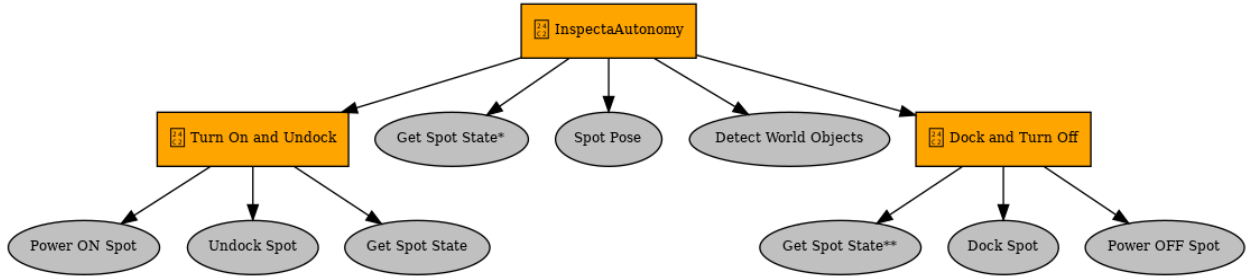 InspectaAutonomy
Turn On and Undock
Get Spot State*
Spot Pose
Detect World Objects
Dock and Turn Off
Power ON Spot
Undock Spot
Get Spot State
Get Spot State**
Dock Spot
Power OFF Spot